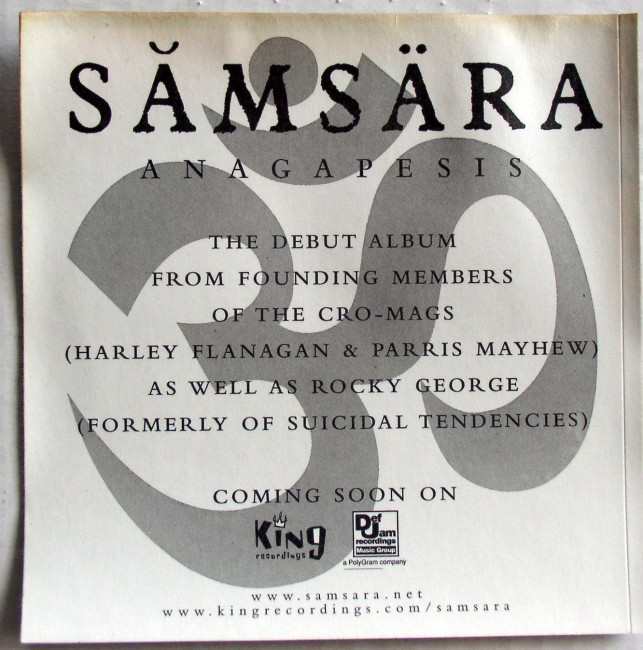 SĂMSÄRA
ANAGAPESIS
THE DEBUT ALBUM
FROM FOUNDING MEMBERS
OF THE CRO-MAGS
(HARLEY FLANAGAN & PARRIS MAYHEW)
AS WELL AS ROCKY GEORGE
(FORMERLY OF SUICIDAL TENDENCIES)
COMING SOON ON
King
recordings
Def
Jam
recordings
Music Group
a PolyGram company
www.samsara.net
www.kingrecordings.com/samsara